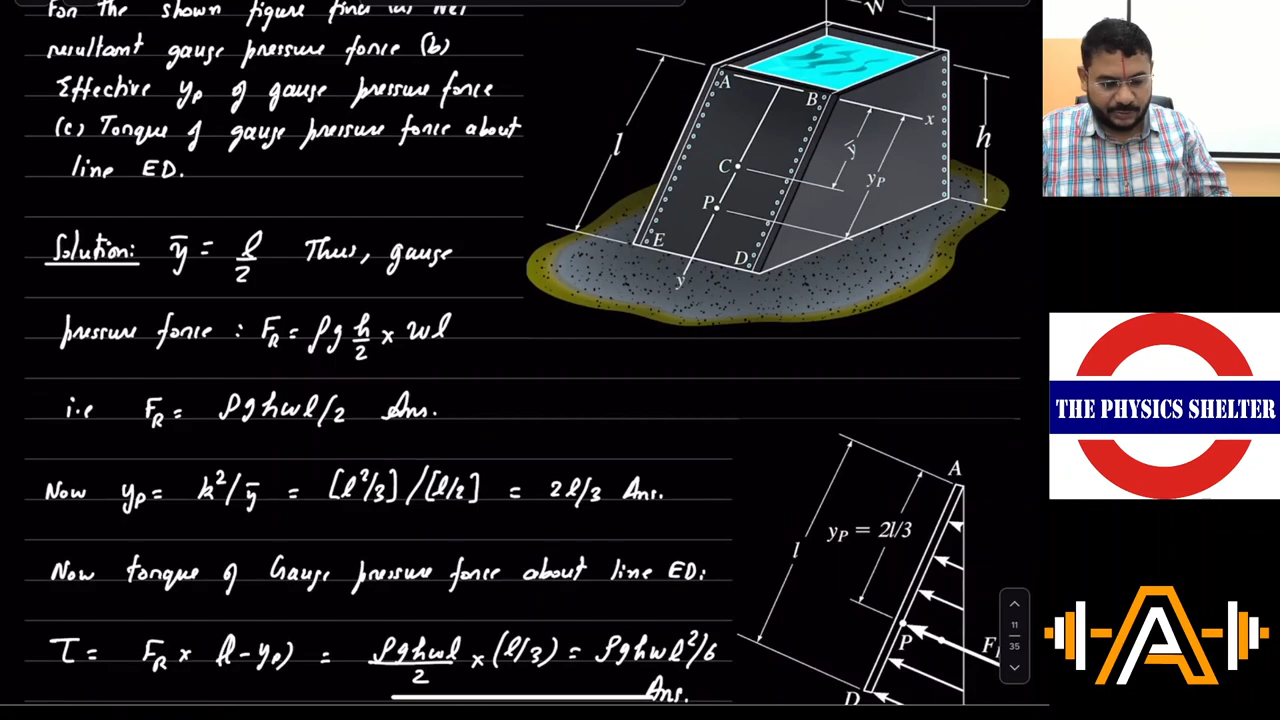 For the shown figure find (a) Net
resultant gauge pressure force (b)
Effective yₚ of gauge pressure force
(c) Torque of gauge pressure force about
line ED.
Solution: ȳ = l/2 Thus, gauge
pressure force : F_R = ρg h/2 × wl
i.e F_R = ρghwl/2 Ans.
Now yₚ = k²/ȳ = [l²/3]/[l/2] = 2l/3 Ans.
Now torque of Gauge pressure force about line ED:
τ = F_R × (l-yₚ) = ρghwl/2 × (l/3) = ρghwl²/6
Ans.
W
A
B
x
l
ȳ
h
C
yP
P
E
D
y
A
yP = 2l/3
l
P
F
D
11
35
THE PHYSICS SHELTER
A